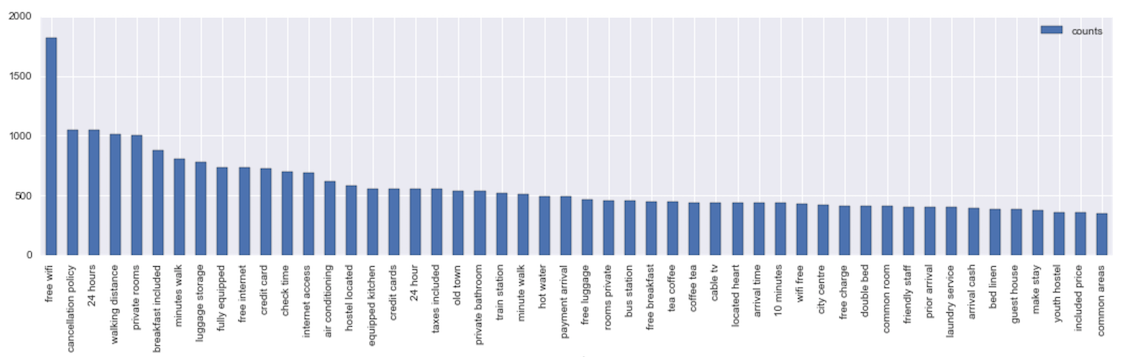 2000
1500
1000
500
0
counts
free wifi
cancellation policy
24 hours
walking distance
private rooms
breakfast included
minutes walk
luggage storage
fully equipped
free internet
credit card
check time
internet access
air conditioning
hostel located
equipped kitchen
credit cards
24 hour
taxes included
old town
private bathroom
train station
minute walk
hot water
payment arrival
free luggage
rooms private
bus station
free breakfast
tea coffee
coffee tea
cable tv
located heart
arrival time
10 minutes
wifi free
city centre
free charge
double bed
common room
friendly staff
prior arrival
laundry service
arrival cash
bed linen
guest house
make stay
youth hostel
included price
common areas